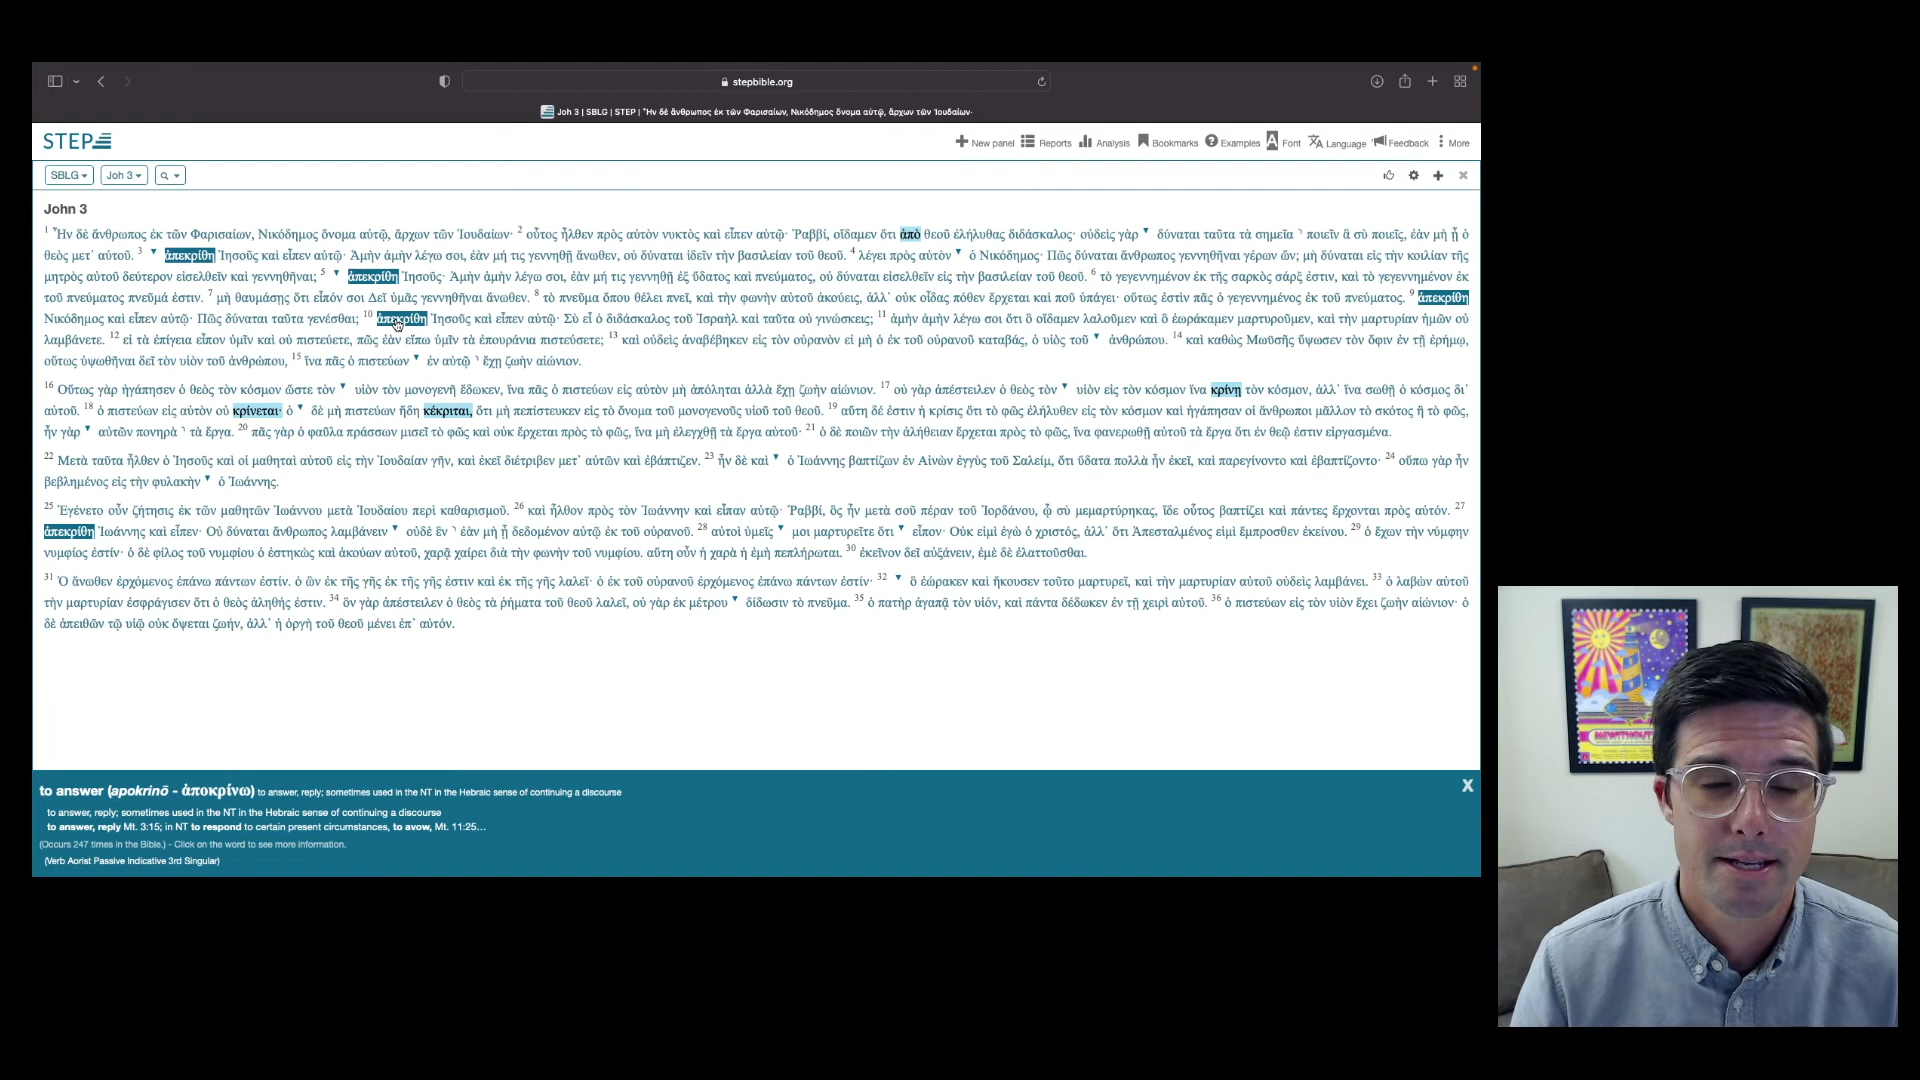 stepbible.org
Joh 3 | SBLG | STEP | Ἦν δὲ ἄνθρωπος ἐκ τῶν Φαρισαίων, Νικόδημος ὄνομα αὐτῷ, ἄρχων τῶν Ἰουδαίων·
STEP
New panel Reports Analysis Bookmarks Examples Font Language Feedback More
SBLG Joh 3
John 3
1 Ἦν δὲ ἄνθρωπος ἐκ τῶν Φαρισαίων, Νικόδημος ὄνομα αὐτῷ, ἄρχων τῶν Ἰουδαίων· 2 οὗτος ἦλθεν πρὸς αὐτὸν νυκτὸς καὶ εἶπεν αὐτῷ· Ῥαββί, οἴδαμεν ὅτι ἀπὸ θεοῦ ἐλήλυθας διδάσκαλος· οὐδεὶς γὰρ δύναται ταῦτα τὰ σημεῖα ποιεῖν ἃ σὺ ποιεῖς, ἐὰν μὴ ᾖ ὁ
θεὸς μετ᾽ αὐτοῦ. 3 ἀπεκρίθη Ἰησοῦς καὶ εἶπεν αὐτῷ· Ἀμὴν ἀμὴν λέγω σοι, ἐὰν μή τις γεννηθῇ ἄνωθεν, οὐ δύναται ἰδεῖν τὴν βασιλείαν τοῦ θεοῦ. 4 λέγει πρὸς αὐτὸν ὁ Νικόδημος· Πῶς δύναται ἄνθρωπος γεννηθῆναι γέρων ὤν; μὴ δύναται εἰς τὴν κοιλίαν τῆς
μητρὸς αὐτοῦ δεύτερον εἰσελθεῖν καὶ γεννηθῆναι; 5 ἀπεκρίθη Ἰησοῦς· Ἀμὴν ἀμὴν λέγω σοι, ἐὰν μή τις γεννηθῇ ἐξ ὕδατος καὶ πνεύματος, οὐ δύναται εἰσελθεῖν εἰς τὴν βασιλείαν τοῦ θεοῦ. 6 τὸ γεγεννημένον ἐκ τῆς σαρκὸς σάρξ ἐστιν, καὶ τὸ γεγεννημένον ἐκ
τοῦ πνεύματος πνεῦμά ἐστιν. 7 μὴ θαυμάσῃς ὅτι εἶπόν σοι Δεῖ ὑμᾶς γεννηθῆναι ἄνωθεν. 8 τὸ πνεῦμα ὅπου θέλει πνεῖ, καὶ τὴν φωνὴν αὐτοῦ ἀκούεις, ἀλλ᾽ οὐκ οἶδας πόθεν ἔρχεται καὶ ποῦ ὑπάγει· οὕτως ἐστὶν πᾶς ὁ γεγεννημένος ἐκ τοῦ πνεύματος. 9 ἀπεκρίθη
Νικόδημος καὶ εἶπεν αὐτῷ· Πῶς δύναται ταῦτα γενέσθαι; 10 ἀπεκρίθη Ἰησοῦς καὶ εἶπεν αὐτῷ· Σὺ εἶ ὁ διδάσκαλος τοῦ Ἰσραὴλ καὶ ταῦτα οὐ γινώσκεις; 11 ἀμὴν ἀμὴν λέγω σοι ὅτι ὃ οἴδαμεν λαλοῦμεν καὶ ὃ ἑωράκαμεν μαρτυροῦμεν, καὶ τὴν μαρτυρίαν ἡμῶν οὐ
λαμβάνετε. 12 εἰ τὰ ἐπίγεια εἶπον ὑμῖν καὶ οὐ πιστεύετε, πῶς ἐὰν εἴπω ὑμῖν τὰ ἐπουράνια πιστεύσετε; 13 καὶ οὐδεὶς ἀναβέβηκεν εἰς τὸν οὐρανὸν εἰ μὴ ὁ ἐκ τοῦ οὐρανοῦ καταβάς, ὁ υἱὸς τοῦ ἀνθρώπου. 14 καὶ καθὼς Μωϋσῆς ὕψωσεν τὸν ὄφιν ἐν τῇ ἐρήμῳ,
οὕτως ὑψωθῆναι δεῖ τὸν υἱὸν τοῦ ἀνθρώπου, 15 ἵνα πᾶς ὁ πιστεύων ἐν αὐτῷ ἔχῃ ζωὴν αἰώνιον.
16 Οὕτως γὰρ ἠγάπησεν ὁ θεὸς τὸν κόσμον ὥστε τὸν υἱὸν τὸν μονογενῆ ἔδωκεν, ἵνα πᾶς ὁ πιστεύων εἰς αὐτὸν μὴ ἀπόληται ἀλλὰ ἔχῃ ζωὴν αἰώνιον. 17 οὐ γὰρ ἀπέστειλεν ὁ θεὸς τὸν υἱὸν εἰς τὸν κόσμον ἵνα κρίνῃ τὸν κόσμον, ἀλλ᾽ ἵνα σωθῇ ὁ κόσμος δι᾽
αὐτοῦ. 18 ὁ πιστεύων εἰς αὐτὸν οὐ κρίνεται· ὁ δὲ μὴ πιστεύων ἤδη κέκριται, ὅτι μὴ πεπίστευκεν εἰς τὸ ὄνομα τοῦ μονογενοῦς υἱοῦ τοῦ θεοῦ. 19 αὕτη δέ ἐστιν ἡ κρίσις ὅτι τὸ φῶς ἐλήλυθεν εἰς τὸν κόσμον καὶ ἠγάπησαν οἱ ἄνθρωποι μᾶλλον τὸ σκότος ἢ τὸ φῶς,
ἦν γὰρ αὐτῶν πονηρὰ τὰ ἔργα. 20 πᾶς γὰρ ὁ φαῦλα πράσσων μισεῖ τὸ φῶς καὶ οὐκ ἔρχεται πρὸς τὸ φῶς, ἵνα μὴ ἐλεγχθῇ τὰ ἔργα αὐτοῦ· 21 ὁ δὲ ποιῶν τὴν ἀλήθειαν ἔρχεται πρὸς τὸ φῶς, ἵνα φανερωθῇ αὐτοῦ τὰ ἔργα ὅτι ἐν θεῷ ἐστιν εἰργασμένα.
22 Μετὰ ταῦτα ἦλθεν ὁ Ἰησοῦς καὶ οἱ μαθηταὶ αὐτοῦ εἰς τὴν Ἰουδαίαν γῆν, καὶ ἐκεῖ διέτριβεν μετ᾽ αὐτῶν καὶ ἐβάπτιζεν. 23 ἦν δὲ καὶ ὁ Ἰωάννης βαπτίζων ἐν Αἰνὼν ἐγγὺς τοῦ Σαλείμ, ὅτι ὕδατα πολλὰ ἦν ἐκεῖ, καὶ παρεγίνοντο καὶ ἐβαπτίζοντο· 24 οὔπω γὰρ ἦν
βεβλημένος εἰς τὴν φυλακὴν ὁ Ἰωάννης.
25 Ἐγένετο οὖν ζήτησις ἐκ τῶν μαθητῶν Ἰωάννου μετὰ Ἰουδαίου περὶ καθαρισμοῦ. 26 καὶ ἦλθον πρὸς τὸν Ἰωάννην καὶ εἶπαν αὐτῷ· Ῥαββί, ὃς ἦν μετὰ σοῦ πέραν τοῦ Ἰορδάνου, ᾧ σὺ μεμαρτύρηκας, ἴδε οὗτος βαπτίζει καὶ πάντες ἔρχονται πρὸς αὐτόν. 27
ἀπεκρίθη Ἰωάννης καὶ εἶπεν· Οὐ δύναται ἄνθρωπος λαμβάνειν οὐδὲ ἓν ἐὰν μὴ ᾖ δεδομένον αὐτῷ ἐκ τοῦ οὐρανοῦ. 28 αὐτοὶ ὑμεῖς μοι μαρτυρεῖτε ὅτι εἶπον· Οὐκ εἰμὶ ἐγὼ ὁ χριστός, ἀλλ᾽ ὅτι Ἀπεσταλμένος εἰμὶ ἔμπροσθεν ἐκείνου. 29 ὁ ἔχων τὴν νύμφην
νυμφίος ἐστίν· ὁ δὲ φίλος τοῦ νυμφίου ὁ ἑστηκὼς καὶ ἀκούων αὐτοῦ, χαρᾷ χαίρει διὰ τὴν φωνὴν τοῦ νυμφίου. αὕτη οὖν ἡ χαρὰ ἡ ἐμὴ πεπλήρωται. 30 ἐκεῖνον δεῖ αὐξάνειν, ἐμὲ δὲ ἐλαττοῦσθαι.
31 Ὁ ἄνωθεν ἐρχόμενος ἐπάνω πάντων ἐστίν. ὁ ὢν ἐκ τῆς γῆς ἐκ τῆς γῆς ἐστιν καὶ ἐκ τῆς γῆς λαλεῖ· ὁ ἐκ τοῦ οὐρανοῦ ἐρχόμενος ἐπάνω πάντων ἐστίν· 32 ὃ ἑώρακεν καὶ ἤκουσεν τοῦτο μαρτυρεῖ, καὶ τὴν μαρτυρίαν αὐτοῦ οὐδεὶς λαμβάνει. 33 ὁ λαβὼν αὐτοῦ
τὴν μαρτυρίαν ἐσφράγισεν ὅτι ὁ θεὸς ἀληθής ἐστιν. 34 ὃν γὰρ ἀπέστειλεν ὁ θεὸς τὰ ῥήματα τοῦ θεοῦ λαλεῖ, οὐ γὰρ ἐκ μέτρου δίδωσιν τὸ πνεῦμα. 35 ὁ πατὴρ ἀγαπᾷ τὸν υἱόν, καὶ πάντα δέδωκεν ἐν τῇ χειρὶ αὐτοῦ. 36 ὁ πιστεύων εἰς τὸν υἱὸν ἔχει ζωὴν αἰώνιον· ὁ
δὲ ἀπειθῶν τῷ υἱῷ οὐκ ὄψεται ζωήν, ἀλλ᾽ ἡ ὀργὴ τοῦ θεοῦ μένει ἐπ᾽ αὐτόν.
to answer (apokrinō - ἀποκρίνω) to answer, reply; sometimes used in the NT in the Hebraic sense of continuing a discourse
X
to answer, reply; sometimes used in the NT in the Hebraic sense of continuing a discourse
to answer, reply Mt. 3:15; in NT to respond to certain present circumstances, to avow, Mt. 11:25...
(Occurs 247 times in the Bible.) - Click on the word to see more information.
(Verb Aorist Passive Indicative 3rd Singular)
MEWITHOUT